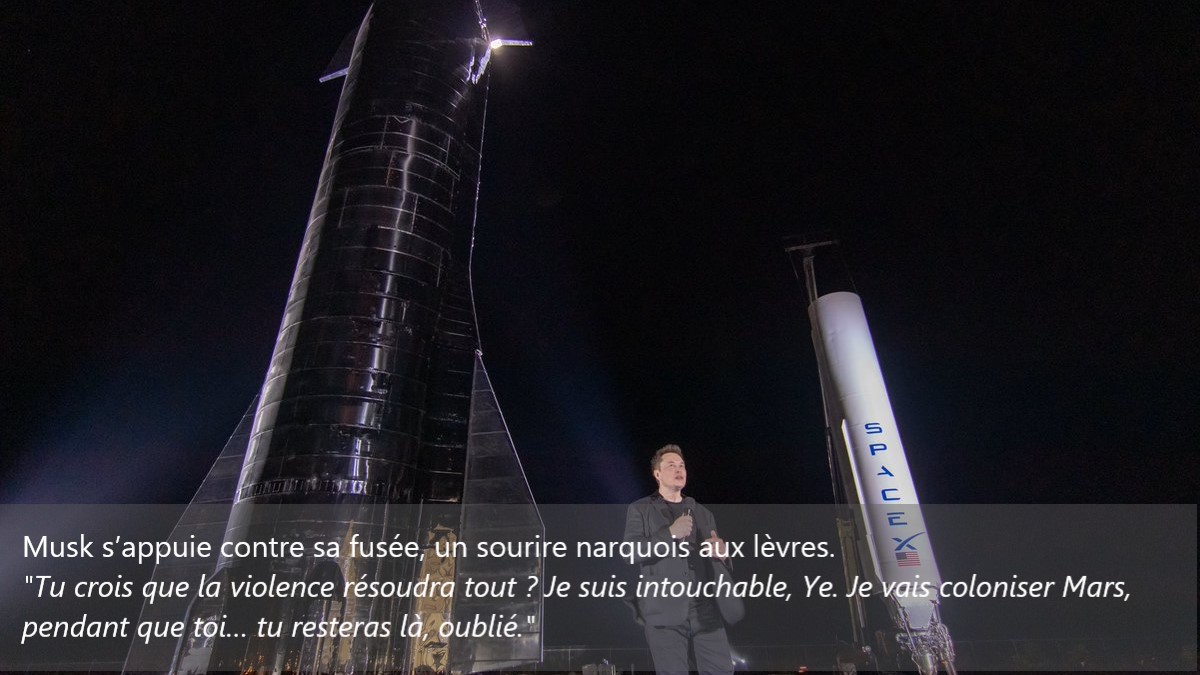 SPACEX
Musk s’appuie contre sa fusée, un sourire narquois aux lèvres.
"Tu crois que la violence résoudra tout ? Je suis intouchable, Ye. Je vais coloniser Mars,
pendant que toi... tu resteras là, oublié."